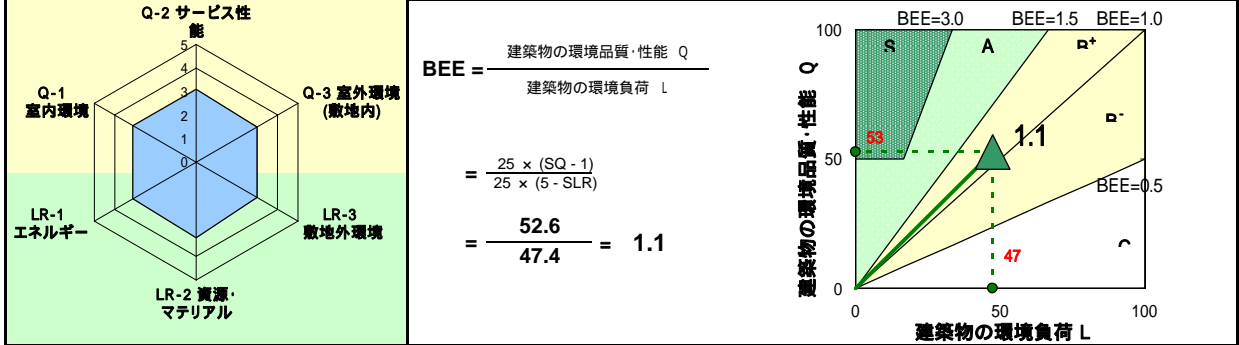 Q-2 サービス性
能
5
4
3
2
1
0
Q-1
室内環境
Q-3 室外環境
(敷地内)
LR-1
エネルギー
LR-3
敷地外環境
LR-2 資源・
マテリアル
BEE = 建築物の環境品質・性能 Q
建築物の環境負荷 L
= 25 × (SQ - 1)
25 × (5 - SLR)
= 52.6
47.4
= 1.1
BEE=3.0
BEE=1.5
BEE=1.0
100
S
A
B+
B-
53
1.1
50
BEE=0.5
C
47
0
0
50
100
建築物の環境品質・性能 Q
建築物の環境負荷 L